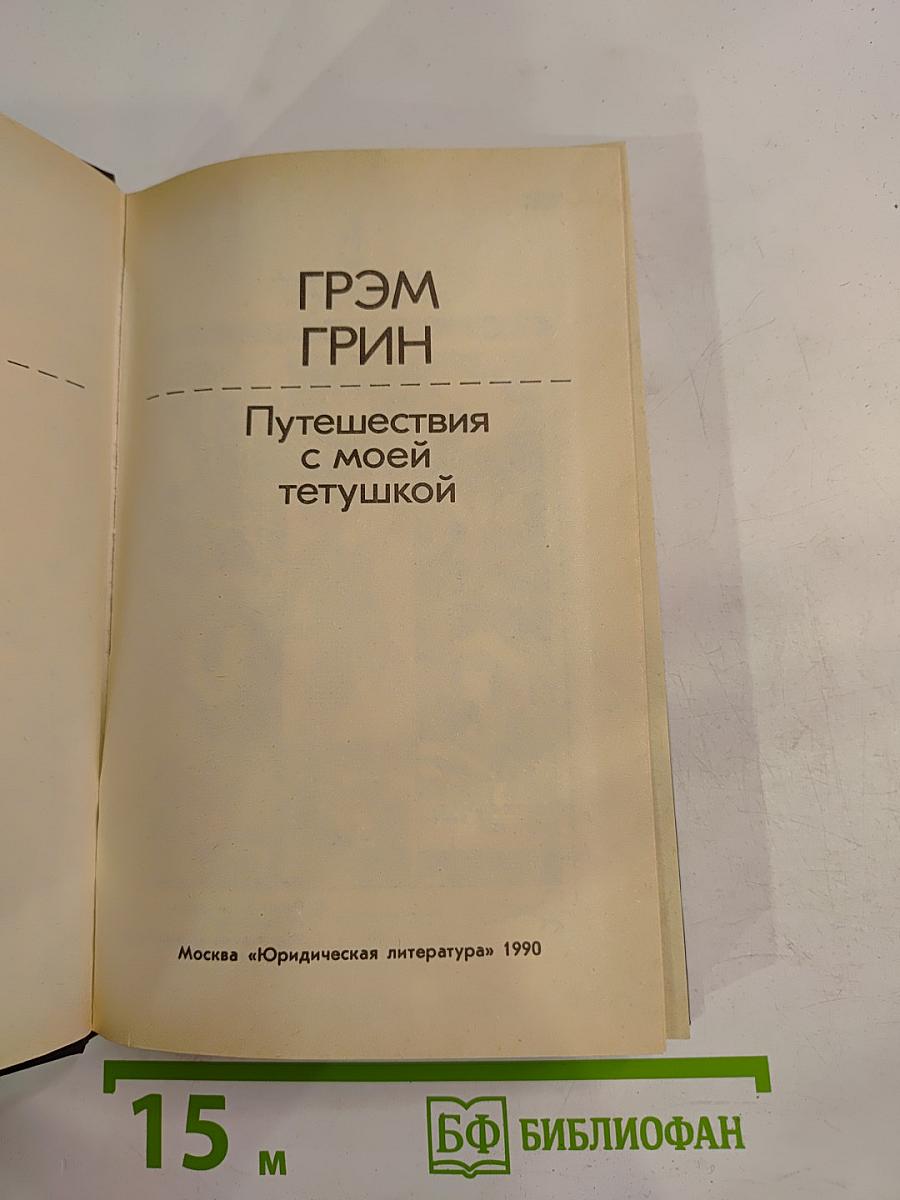 ГРЭМ
ГРИН
Путешествия
с моей
тетушкой
Москва «Юридическая литература» 1990
15 м
БФ БИБЛИОФАН